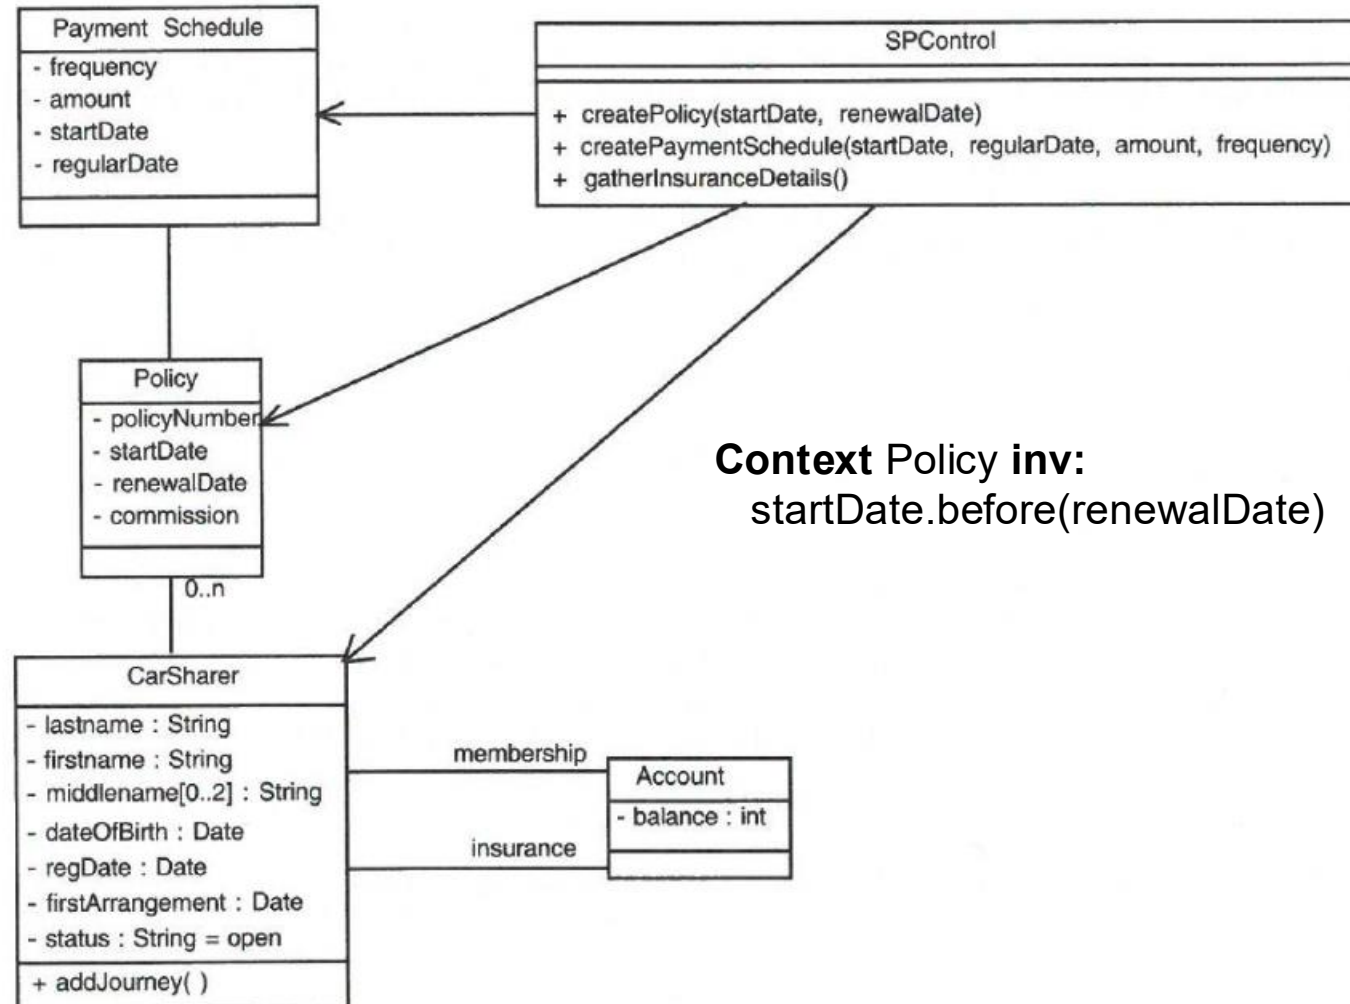 Payment Schedule
- frequency
- amount
- startDate
- regularDate
SPControl
+ createPolicy(startDate, renewalDate)
+ createPaymentSchedule(startDate, regularDate, amount, frequency)
+ gatherInsuranceDetails()
Policy
- policyNumber
- startDate
- renewalDate
- commission
0..n
Context Policy inv:
startDate.before(renewalDate)
CarSharer
- lastname : String
- firstname : String
- middlename[0..2] : String
- dateOfBirth : Date
- regDate : Date
- firstArrangement : Date
- status : String = open
+ addJourney( )
membership
insurance
Account
- balance : int